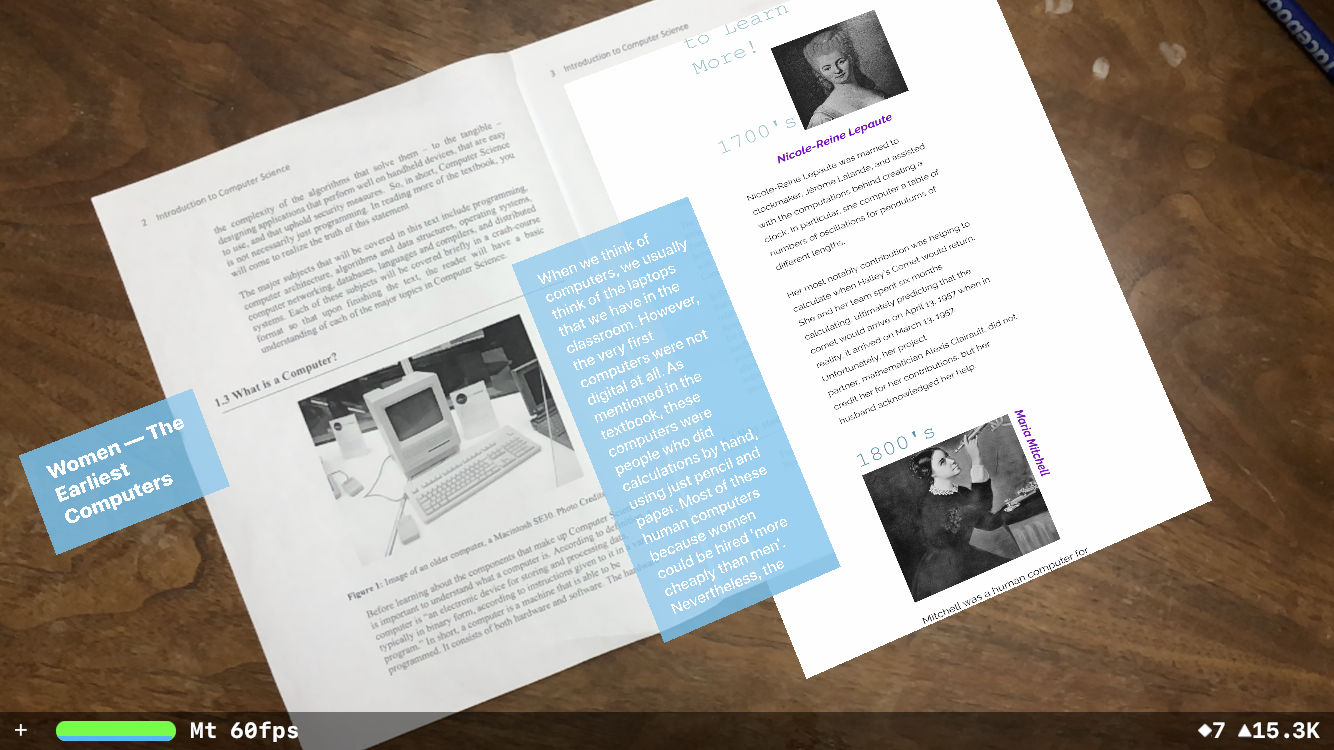 2 Introduction to Computer Science
the complexity of the algorithms that solve them – to the tangible –
designing applications that perform well on handheld devices, that are easy
to use, and that uphold security measures. So, in short, Computer Science
is not necessarily just programming. In reading more of the textbook, you
will come to realize the truth of this statement.
The major subjects that will be covered in this text include programming,
computer architecture, algorithms and data structures, operating systems,
computer networking, databases, languages and compilers, and distributed
systems. Each of these subjects will be covered briefly in a crash-course
format so that upon finishing the text, the reader will have a basic
understanding of each of the major topics in Computer Science.
1.3 What is a Computer?
Figure 1: Image of an older computer, a Macintosh SE30. Photo Credits
Before learning about the components that make up Computer
is important to understand what a computer is. According to
computer is "an electronic device for storing and processing
typically in binary form, according to instructions given to it in
program." In short, a computer is a machine that is able to be
programmed. It consists of both hardware and software. The
Women — The
Earliest
Computers
When we think of
computers, we usually
think of the laptops
that we have in the
classroom. However,
the very first
computers were not
digital at all. As
mentioned in the
textbook, these
computers were
people who did
calculations by hand,
using just pencil and
paper. Most of these
human computers
because women
could be hired 'more
cheaply than men'.
Nevertheless, the
3 Introduction to Computer Science
to Learn
More!
1700's
Nicole-Reine Lepaute
Nicole-Reine Lepaute was married to
clockmaker, Jérome Lalande, and assisted
with the computations behind creating a
clock. In particular, she computer a table of
numbers of oscillations for pendulums of
different lengths.
Her most notably contribution was helping to
calculate when Halley's Comet would return.
She and her team spent six months
calculating, ultimately predicting that the
comet would arrive on April 13, 1957 when in
reality, it arrived on March 13, 1957.
Unfortunately, her project
partner, mathematician Alexis Clairault, did not
credit her for her contributions, but her
husband acknowledged her help.
1800's
Maria Mitchell
Mitchell was a human computer for
+ Mt 60fps ◆7 ▲15.3K